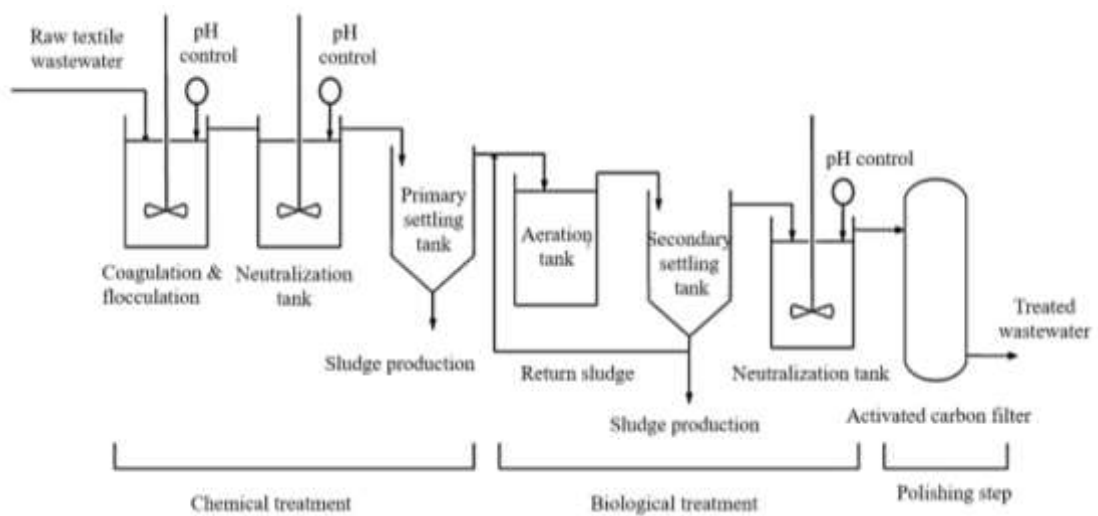 Raw textile
wastewater
pH
control
pH
control
Coagulation &
flocculation
Neutralization
tank
Primary
settling
tank
Sludge production
Aeration
tank
Return sludge
Secondary
settling
tank
Sludge production
pH control
Neutralization tank
Treated
wastewater
Activated carbon filter
Chemical treatment
Biological treatment
Polishing step